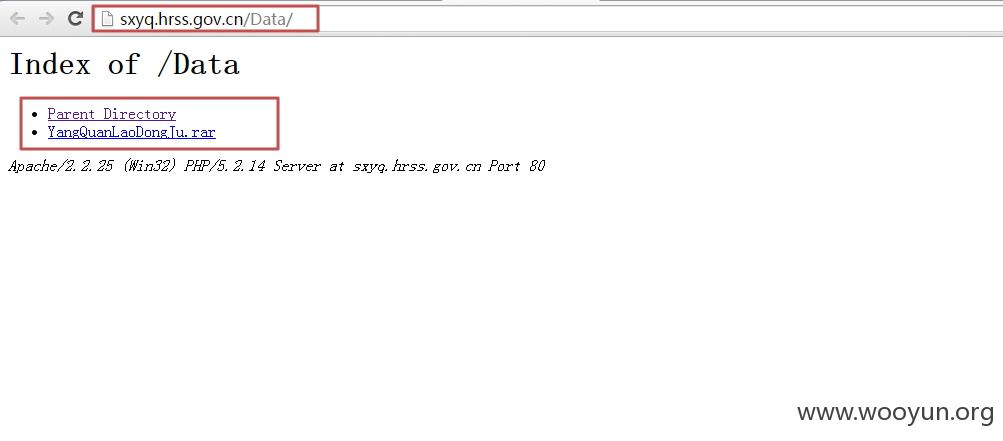 sxyq.hrss.gov.cn/Data/
Index of /Data
Parent Directory
YangQuanLaoDongJu.rar
Apache/2.2.25 (Win32) PHP/5.2.14 Server at sxyq.hrss.gov.cn Port 80
www.wooyun.org